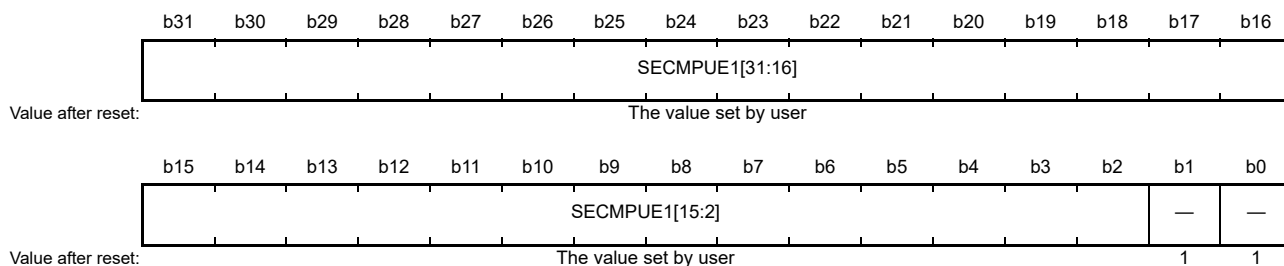 b31 b30 b29 b28 b27 b26 b25 b24 b23 b22 b21 b20 b19 b18 b17 b16
SECMPUE1[31:16]
Value after reset: The value set by user
b15 b14 b13 b12 b11 b10 b9 b8 b7 b6 b5 b4 b3 b2 b1 b0
SECMPUE1[15:2] — —
Value after reset: The value set by user 1 1